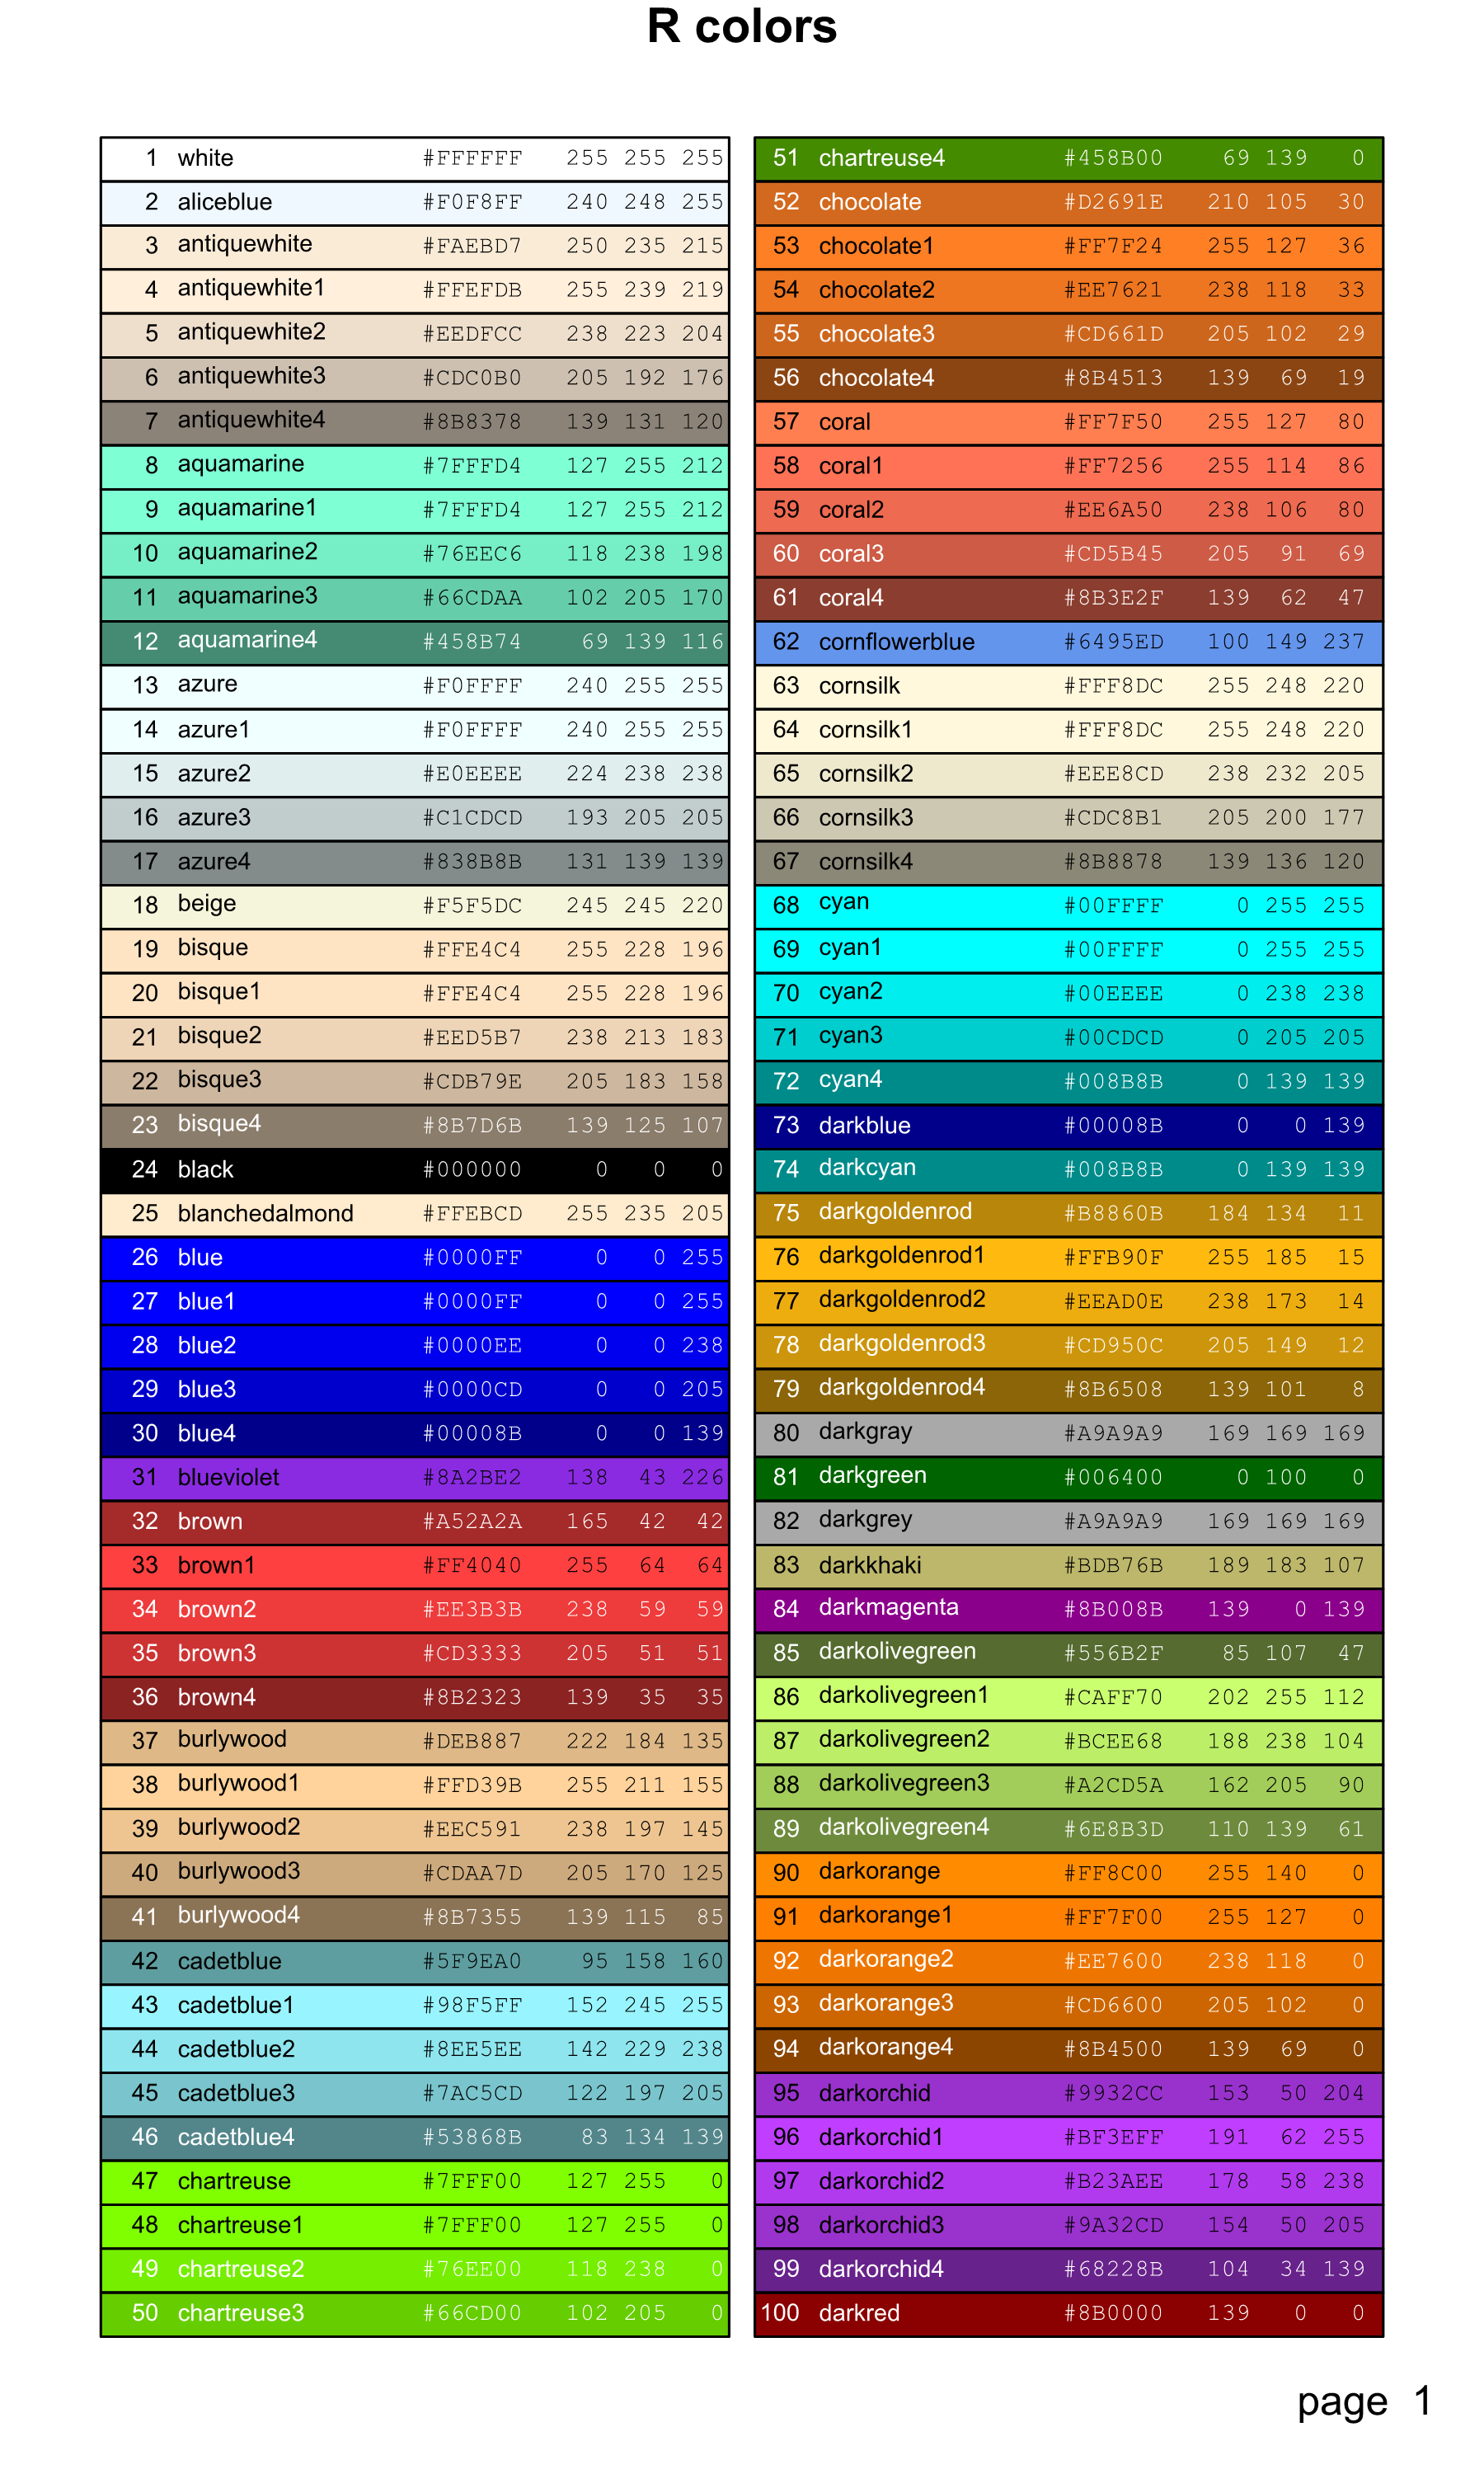 R colors
1 white #FFFFFF 255 255 255
2 aliceblue #F0F8FF 240 248 255
3 antiquewhite #FAEBD7 250 235 215
4 antiquewhite1 #FFEFDB 255 239 219
5 antiquewhite2 #EEDFCC 238 223 204
6 antiquewhite3 #CDC0B0 205 192 176
7 antiquewhite4 #8B8378 139 131 120
8 aquamarine #7FFFD4 127 255 212
9 aquamarine1 #7FFFD4 127 255 212
10 aquamarine2 #76EEC6 118 238 198
11 aquamarine3 #66CDAA 102 205 170
12 aquamarine4 #458B74 69 139 116
13 azure #F0FFFF 240 255 255
14 azure1 #F0FFFF 240 255 255
15 azure2 #E0EEEE 224 238 238
16 azure3 #C1CDCD 193 205 205
17 azure4 #838B8B 131 139 139
18 beige #F5F5DC 245 245 220
19 bisque #FFE4C4 255 228 196
20 bisque1 #FFE4C4 255 228 196
21 bisque2 #EED5B7 238 213 183
22 bisque3 #CDB79E 205 183 158
23 bisque4 #8B7D6B 139 125 107
24 black #000000 0 0 0
25 blanchedalmond #FFEBCD 255 235 205
26 blue #0000FF 0 0 255
27 blue1 #0000FF 0 0 255
28 blue2 #0000EE 0 0 238
29 blue3 #0000CD 0 0 205
30 blue4 #00008B 0 0 139
31 blueviolet #8A2BE2 138 43 226
32 brown #A52A2A 165 42 42
33 brown1 #FF4040 255 64 64
34 brown2 #EE3B3B 238 59 59
35 brown3 #CD3333 205 51 51
36 brown4 #8B2323 139 35 35
37 burlywood #DEB887 222 184 135
38 burlywood1 #FFD39B 255 211 155
39 burlywood2 #EEC591 238 197 145
40 burlywood3 #CDAA7D 205 170 125
41 burlywood4 #8B7355 139 115 85
42 cadetblue #5F9EA0 95 158 160
43 cadetblue1 #98F5FF 152 245 255
44 cadetblue2 #8EE5EE 142 229 238
45 cadetblue3 #7AC5CD 122 197 205
46 cadetblue4 #53868B 83 134 139
47 chartreuse #7FFF00 127 255 0
48 chartreuse1 #7FFF00 127 255 0
49 chartreuse2 #76EE00 118 238 0
50 chartreuse3 #66CD00 102 205 0
51 chartreuse4 #458B00 69 139 0
52 chocolate #D2691E 210 105 30
53 chocolate1 #FF7F24 255 127 36
54 chocolate2 #EE7621 238 118 33
55 chocolate3 #CD661D 205 102 29
56 chocolate4 #8B4513 139 69 19
57 coral #FF7F50 255 127 80
58 coral1 #FF7256 255 114 86
59 coral2 #EE6A50 238 106 80
60 coral3 #CD5B45 205 91 69
61 coral4 #8B3E2F 139 62 47
62 cornflowerblue #6495ED 100 149 237
63 cornsilk #FFF8DC 255 248 220
64 cornsilk1 #FFF8DC 255 248 220
65 cornsilk2 #EEE8CD 238 232 205
66 cornsilk3 #CDC8B1 205 200 177
67 cornsilk4 #8B8878 139 136 120
68 cyan #00FFFF 0 255 255
69 cyan1 #00FFFF 0 255 255
70 cyan2 #00EEEE 0 238 238
71 cyan3 #00CDCD 0 205 205
72 cyan4 #008B8B 0 139 139
73 darkblue #00008B 0 0 139
74 darkcyan #008B8B 0 139 139
75 darkgoldenrod #B8860B 184 134 11
76 darkgoldenrod1 #FFB90F 255 185 15
77 darkgoldenrod2 #EEAD0E 238 173 14
78 darkgoldenrod3 #CD950C 205 149 12
79 darkgoldenrod4 #8B6508 139 101 8
80 darkgray #A9A9A9 169 169 169
81 darkgreen #006400 0 100 0
82 darkgrey #A9A9A9 169 169 169
83 darkkhaki #BDB76B 189 183 107
84 darkmagenta #8B008B 139 0 139
85 darkolivegreen #556B2F 85 107 47
86 darkolivegreen1 #CAFF70 202 255 112
87 darkolivegreen2 #BCEE68 188 238 104
88 darkolivegreen3 #A2CD5A 162 205 90
89 darkolivegreen4 #6E8B3D 110 139 61
90 darkorange #FF8C00 255 140 0
91 darkorange1 #FF7F00 255 127 0
92 darkorange2 #EE7600 238 118 0
93 darkorange3 #CD6600 205 102 0
94 darkorange4 #8B4500 139 69 0
95 darkorchid #9932CC 153 50 204
96 darkorchid1 #BF3EFF 191 62 255
97 darkorchid2 #B23AEE 178 58 238
98 darkorchid3 #9A32CD 154 50 205
99 darkorchid4 #68228B 104 34 139
100 darkred #8B0000 139 0 0
page 1